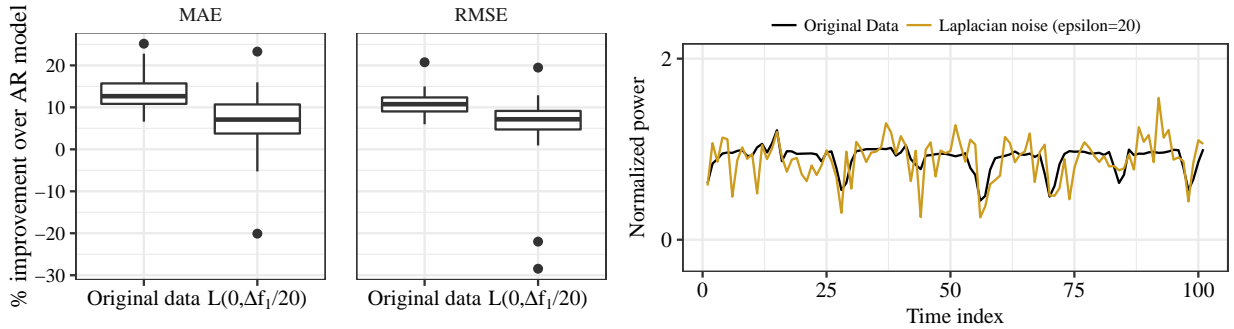 MAE
RMSE
% improvement over AR model
20
10
0
−10
−20
−30
Original data L(0,Δf₁/20)
Original data L(0,Δf₁/20)
Original Data
Laplacian noise (epsilon=20)
Normalized power
2
0
0
25
50
75
100
Time index